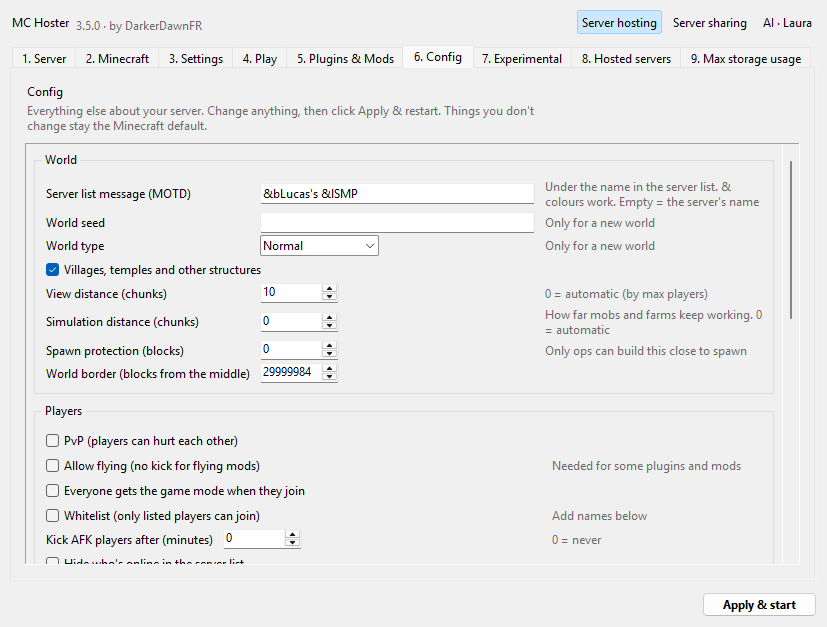 MC Hoster 3.5.0 · by DarkerDawnFR Server hosting Server sharing AI · Laura
1. Server 2. Minecraft 3. Settings 4. Play 5. Plugins & Mods 6. Config 7. Experimental 8. Hosted servers 9. Max storage usage
Config
Everything else about your server. Change anything, then click Apply & restart. Things you don't
change stay the Minecraft default.
World
Server list message (MOTD) &bLucas's &lSMP Under the name in the server list. &
colours work. Empty = the server's name
World seed Only for a new world
World type Normal Only for a new world
Villages, temples and other structures
View distance (chunks) 10 0 = automatic (by max players)
Simulation distance (chunks) 0 How far mobs and farms keep working. 0
= automatic
Spawn protection (blocks) 0 Only ops can build this close to spawn
World border (blocks from the middle) 29999984
Players
PvP (players can hurt each other)
Allow flying (no kick for flying mods) Needed for some plugins and mods
Everyone gets the game mode when they join
Whitelist (only listed players can join) Add names below
Kick AFK players after (minutes) 0 0 = never
Hide who's online in the server list
Apply & start